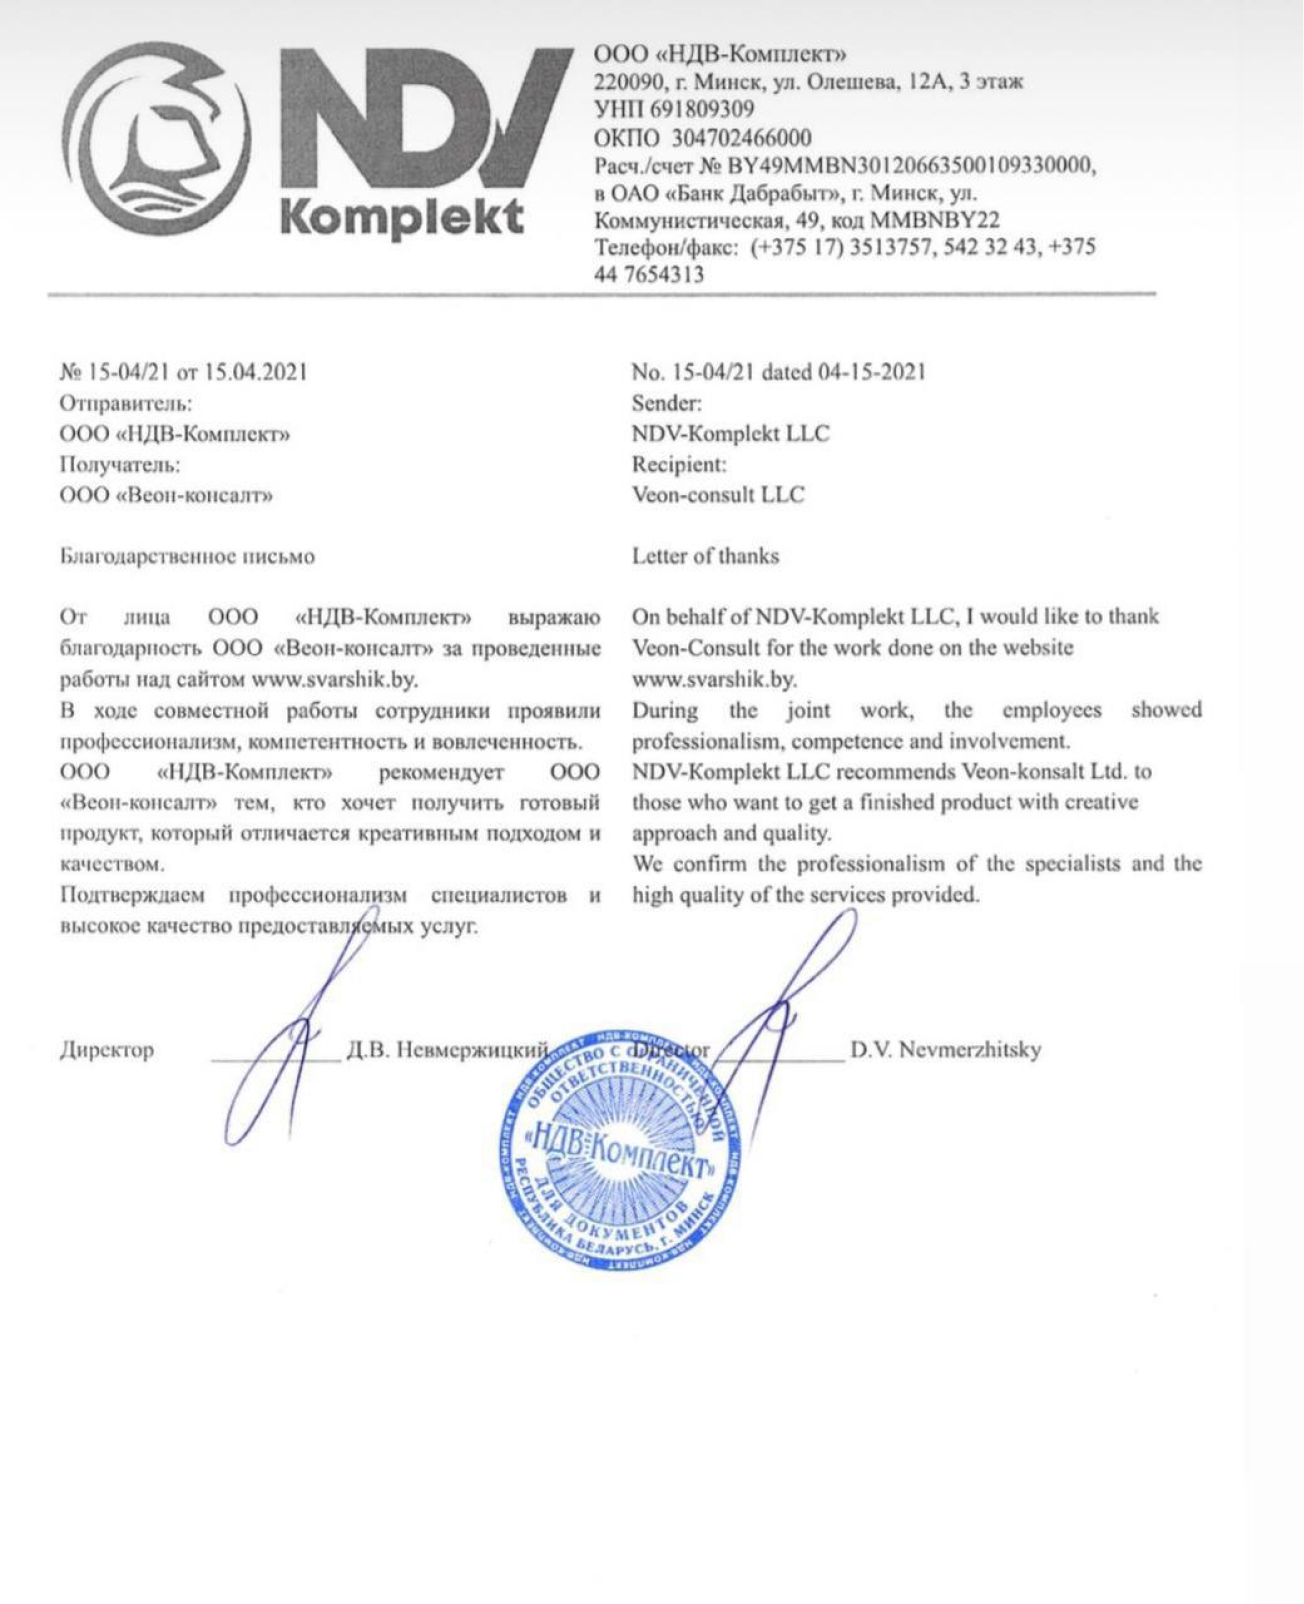 NDV
Komplekt
ООО «НДВ-Комплект»
220090, г. Минск, ул. Олешева, 12А, 3 этаж
УНП 691809309
ОКПО 304702466000
Расч./счет № BY49MMBN30120663500109330000,
в ОАО «Банк Дабрабыт», г. Минск, ул.
Коммунистическая, 49, код MMBNBY22
Телефон/факс: (+375 17) 3513757, 542 32 43, +375
44 7654313
№ 15-04/21 от 15.04.2021
Отправитель:
ООО «НДВ-Комплект»
Получатель:
ООО «Веон-консалт»
Благодарственное письмо
От лица ООО «НДВ-Комплект» выражаю
благодарность ООО «Веон-консалт» за проведенные
работы над сайтом www.svarshik.by.
В ходе совместной работы сотрудники проявили
профессионализм, компетентность и вовлеченность.
ООО «НДВ-Комплект» рекомендует ООО
«Веон-консалт» тем, кто хочет получить готовый
продукт, который отличается креативным подходом и
качеством.
Подтверждаем профессионализм специалистов и
высокое качество предоставляемых услуг.
Директор Д.В. Невмержицкий
No. 15-04/21 dated 04-15-2021
Sender:
NDV-Komplekt LLC
Recipient:
Veon-consult LLC
Letter of thanks
On behalf of NDV-Komplekt LLC, I would like to thank
Veon-Consult for the work done on the website
www.svarshik.by.
During the joint work, the employees showed
professionalism, competence and involvement.
NDV-Komplekt LLC recommends Veon-konsalt Ltd. to
those who want to get a finished product with creative
approach and quality.
We confirm the professionalism of the specialists and the
high quality of the services provided.
Director D.V. Nevmerzhitsky
ОБЩЕСТВО С ОГРАНИЧЕННОЙ
ОТВЕТСТВЕННОСТЬЮ
«НДВ-Комплект»
ДЛЯ ДОКУМЕНТОВ
РЕСПУБЛИКА БЕЛАРУСЬ, Г. МИНСК